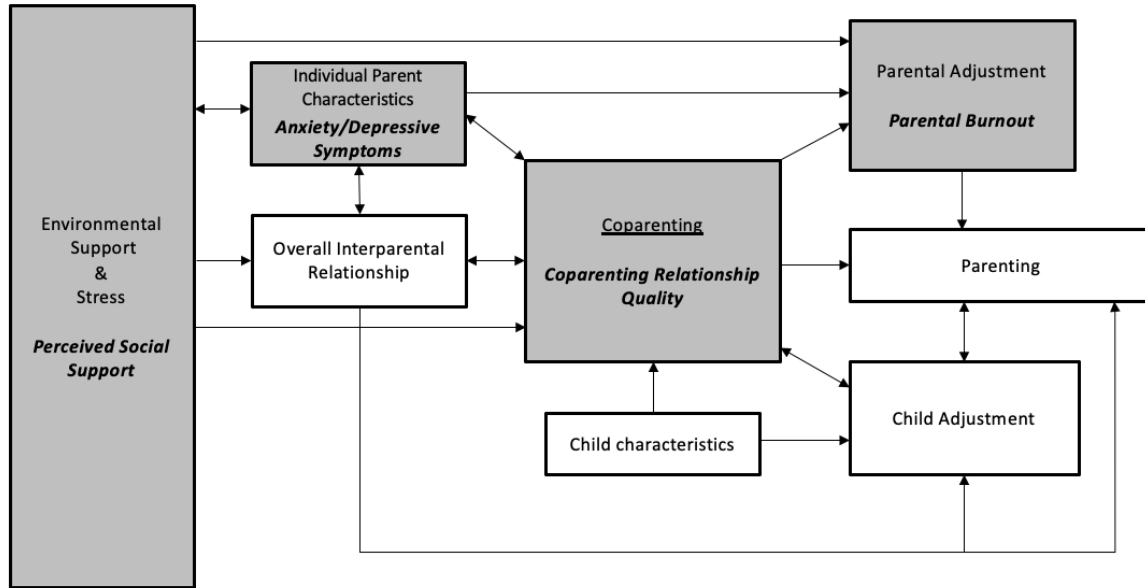 Environmental
Support
&
Stress
Perceived Social
Support
Individual Parent
Characteristics
Anxiety/Depressive
Symptoms
Overall Interparental
Relationship
Coparenting
Coparenting Relationship
Quality
Child characteristics
Parental Adjustment
Parental Burnout
Parenting
Child Adjustment